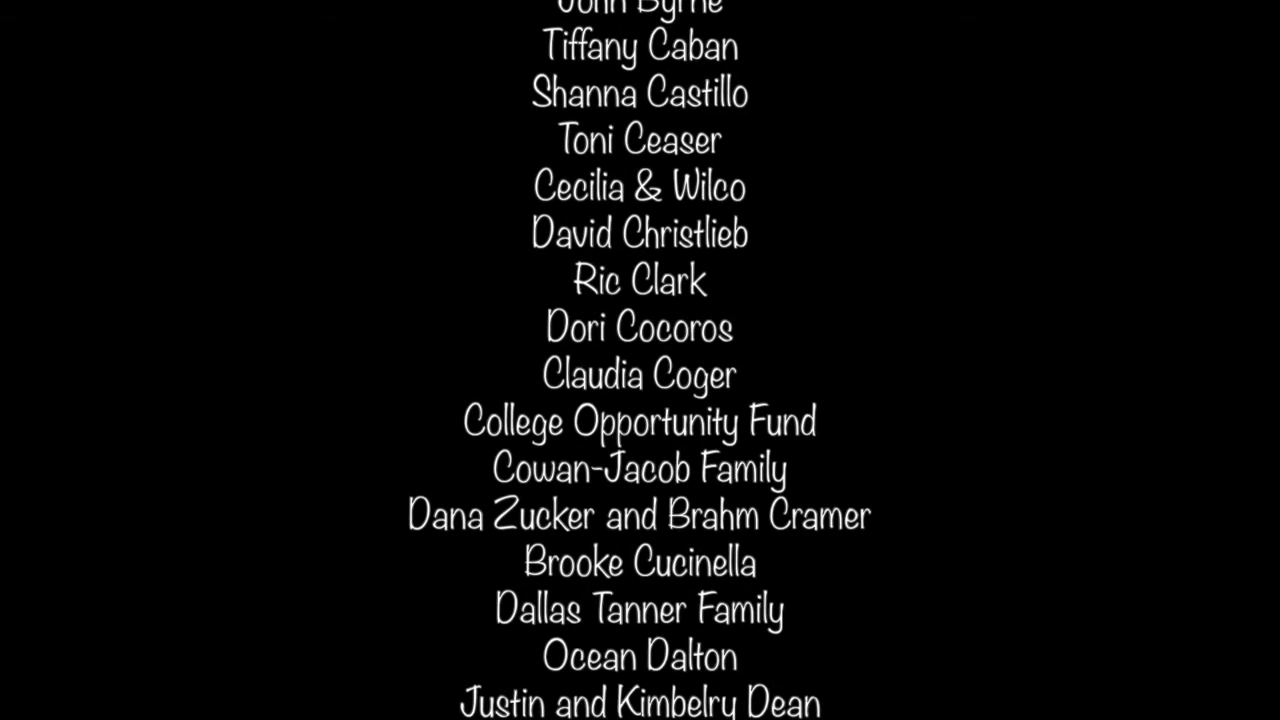 John Byrne
Tiffany Caban
Shanna Castillo
Toni Ceaser
Cecilia & Wilco
David Christlieb
Ric Clark
Dori Cocoros
Claudia Coger
College Opportunity Fund
Cowan-Jacob Family
Dana Zucker and Brahm Cramer
Brooke Cucinella
Dallas Tanner Family
Ocean Dalton
Justin and Kimbelry Dean